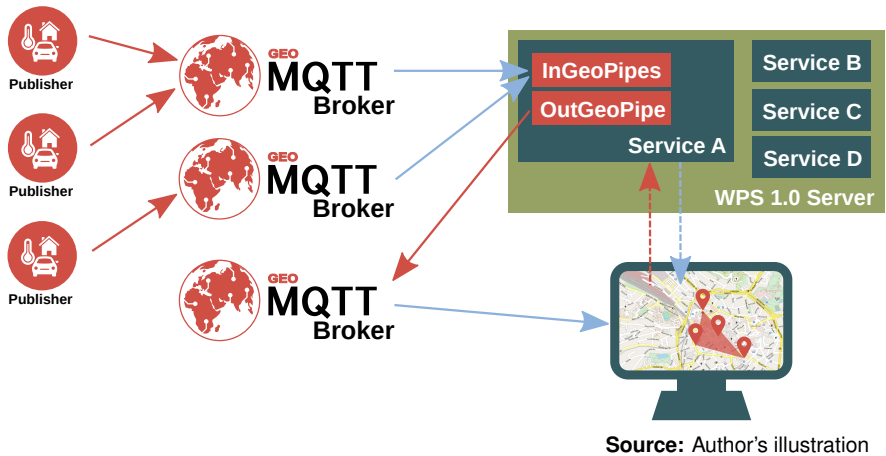 Publisher
Publisher
Publisher
GEO
MQTT
Broker
GEO
MQTT
Broker
GEO
MQTT
Broker
InGeoPipes
OutGeoPipe
Service A
Service B
Service C
Service D
WPS 1.0 Server
Source: Author's illustration